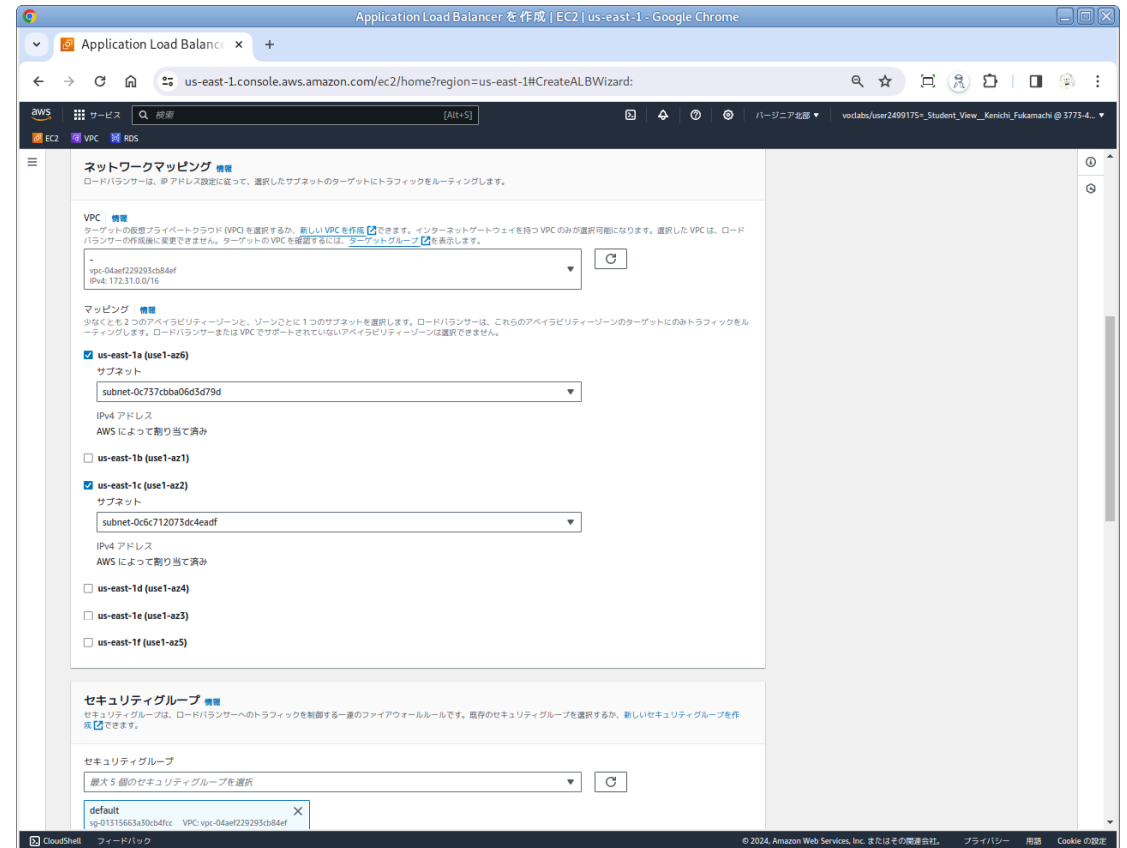 Application Load Balancer を作成 | EC2 | us-east-1 - Google Chrome
Application Load Balanc
us-east-1.console.aws.amazon.com/ec2/home?region=us-east-1#CreateALBWizard:
aws サービス 検索 [Alt+S] バージニア北部 voclabs/user2499175=_Student_View__Kenichi_Fukamachi @ 3773-4...
EC2 VPC RDS
ネットワークマッピング 情報
ロードバランサーは、IP アドレス設定に従って、選択したサブネットのターゲットにトラフィックをルーティングします。
VPC 情報
ターゲットの仮想プライベートクラウド (VPC) を選択するか、新しい VPC を作成できます。インターネットゲートウェイを持つ VPC のみが選択可能になります。選択した VPC は、ロード
バランサーの作成後に変更できません。ターゲットの VPC を確認するには、ターゲットグループを表示します。
-
vpc-04aef229293cb84ef
IPv4: 172.31.0.0/16
マッピング 情報
少なくとも 2 つのアベイラビリティーゾーンと、ゾーンごとに 1 つのサブネットを選択します。ロードバランサーは、これらのアベイラビリティーゾーンのターゲットにのみトラフィックをル
ーティングします。ロードバランサーまたは VPC でサポートされていないアベイラビリティーゾーンは選択できません。
us-east-1a (use1-az6)
サブネット
subnet-0c737cbba06d3d79d
IPv4 アドレス
AWS によって割り当て済み
us-east-1b (use1-az1)
us-east-1c (use1-az2)
サブネット
subnet-0c6c712073dc4eadf
IPv4 アドレス
AWS によって割り当て済み
us-east-1d (use1-az4)
us-east-1e (use1-az3)
us-east-1f (use1-az5)
セキュリティグループ 情報
セキュリティグループは、ロードバランサーへのトラフィックを制御する一連のファイアウォールルールです。既存のセキュリティグループを選択するか、新しいセキュリティグループを作
成できます。
セキュリティグループ
最大 5 個のセキュリティグループを選択
default
sg-01315663a30cb4fcc VPC: vpc-04aef229293cb84ef
CloudShell フィードバック © 2024, Amazon Web Services, Inc. またはその関連会社。 プライバシー 用語 Cookie の設定